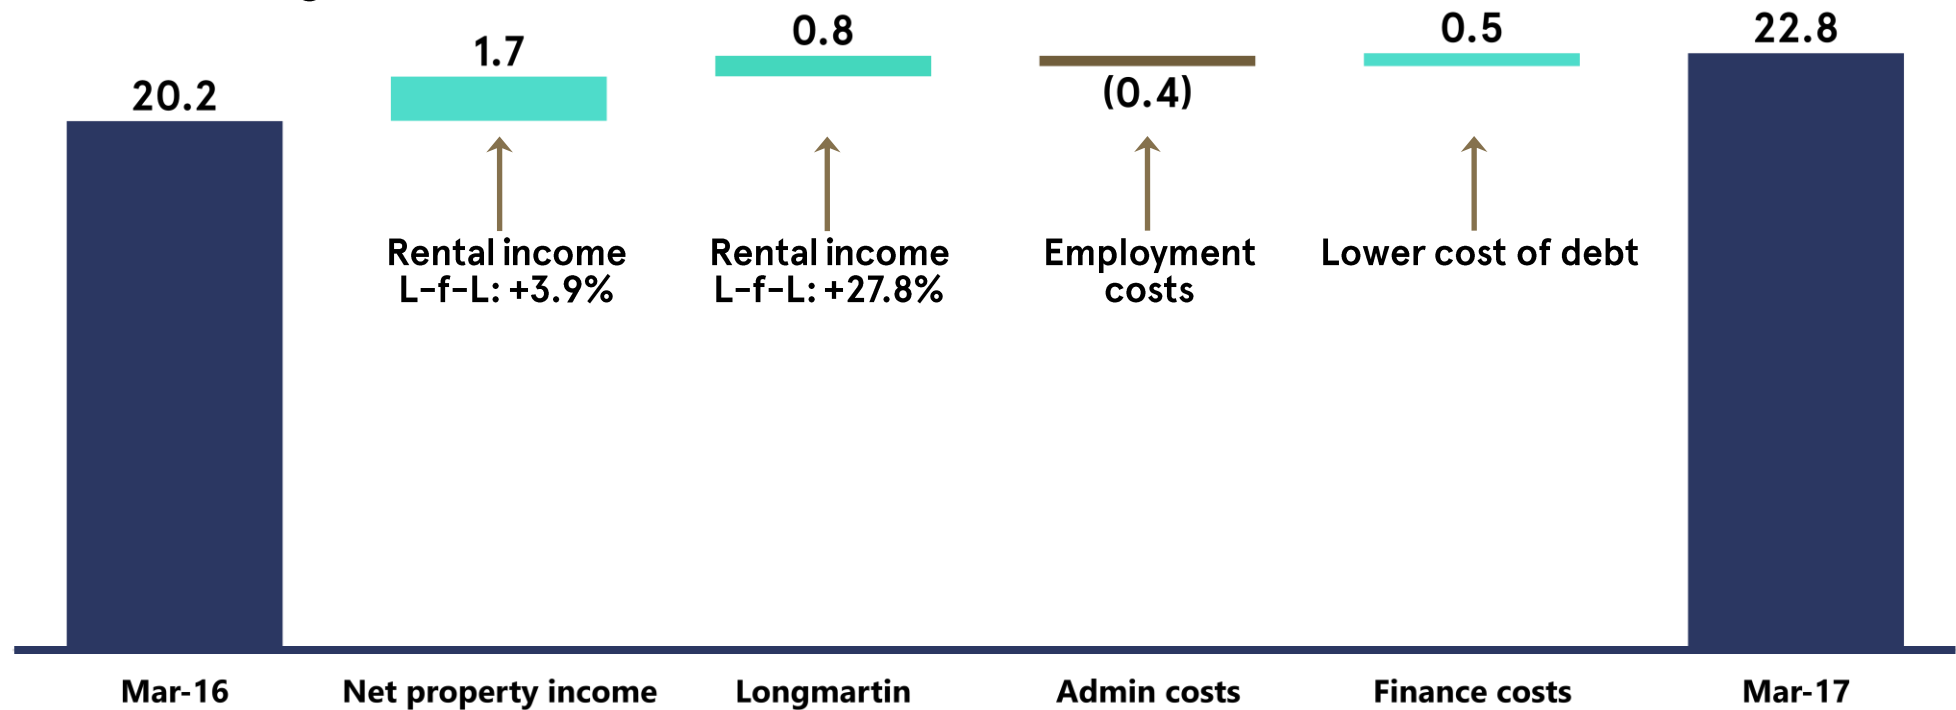 20.2
1.7
0.8
(0.4)
0.5
22.8
Rental income
L-f-L: +3.9%
Rental income
L-f-L: +27.8%
Employment
costs
Lower cost of debt
Mar-16
Net property income
Longmartin
Admin costs
Finance costs
Mar-17